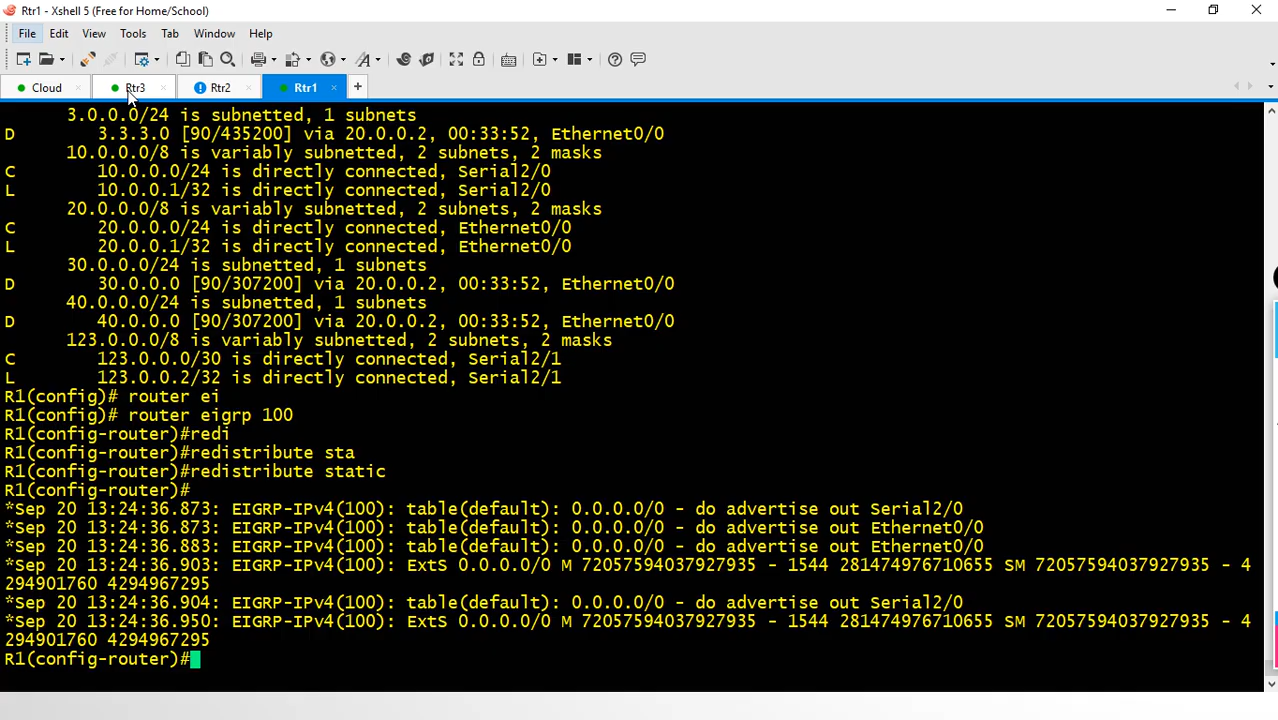 Rtr1 - Xshell 5 (Free for Home/School)
File Edit View Tools Tab Window Help
Cloud Rtr3 Rtr2 Rtr1
3.0.0.0/24 is subnetted, 1 subnets
D 3.3.3.0 [90/435200] via 20.0.0.2, 00:33:52, Ethernet0/0
10.0.0.0/8 is variably subnetted, 2 subnets, 2 masks
C 10.0.0.0/24 is directly connected, Serial2/0
L 10.0.0.1/32 is directly connected, Serial2/0
20.0.0.0/8 is variably subnetted, 2 subnets, 2 masks
C 20.0.0.0/24 is directly connected, Ethernet0/0
L 20.0.0.1/32 is directly connected, Ethernet0/0
30.0.0.0/24 is subnetted, 1 subnets
D 30.0.0.0 [90/307200] via 20.0.0.2, 00:33:52, Ethernet0/0
40.0.0.0/24 is subnetted, 1 subnets
D 40.0.0.0 [90/307200] via 20.0.0.2, 00:33:52, Ethernet0/0
123.0.0.0/8 is variably subnetted, 2 subnets, 2 masks
C 123.0.0.0/30 is directly connected, Serial2/1
L 123.0.0.2/32 is directly connected, Serial2/1
R1(config)# router ei
R1(config)# router eigrp 100
R1(config-router)#redi
R1(config-router)#redistribute sta
R1(config-router)#redistribute static
R1(config-router)#
*Sep 20 13:24:36.873: EIGRP-IPv4(100): table(default): 0.0.0.0/0 - do advertise out Serial2/0
*Sep 20 13:24:36.873: EIGRP-IPv4(100): table(default): 0.0.0.0/0 - do advertise out Ethernet0/0
*Sep 20 13:24:36.883: EIGRP-IPv4(100): table(default): 0.0.0.0/0 - do advertise out Ethernet0/0
*Sep 20 13:24:36.903: EIGRP-IPv4(100): ExtS 0.0.0.0/0 M 72057594037927935 - 1544 281474976710655 SM 72057594037927935 - 4
294901760 4294967295
*Sep 20 13:24:36.904: EIGRP-IPv4(100): table(default): 0.0.0.0/0 - do advertise out Serial2/0
*Sep 20 13:24:36.950: EIGRP-IPv4(100): ExtS 0.0.0.0/0 M 72057594037927935 - 1544 281474976710655 SM 72057594037927935 - 4
294901760 4294967295
R1(config-router)#